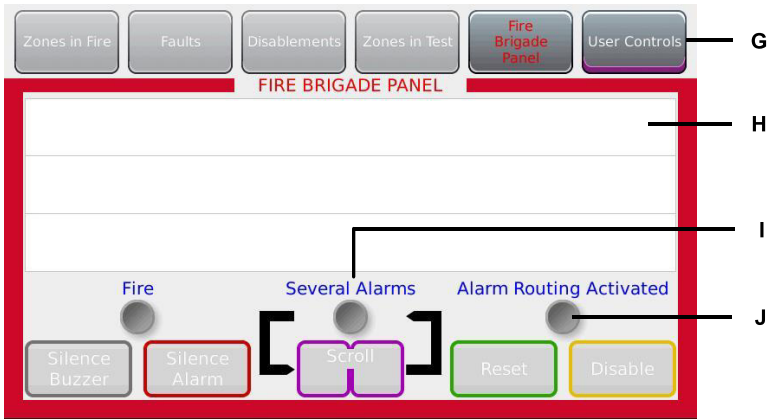 Zones in Fire
Faults
Disablements
Zones in Test
Fire
Brigade
Panel
User Controls
G
FIRE BRIGADE PANEL
H
I
Fire
Several Alarms
Alarm Routing Activated
J
Silence
Buzzer
Silence
Alarm
Scroll
Reset
Disable